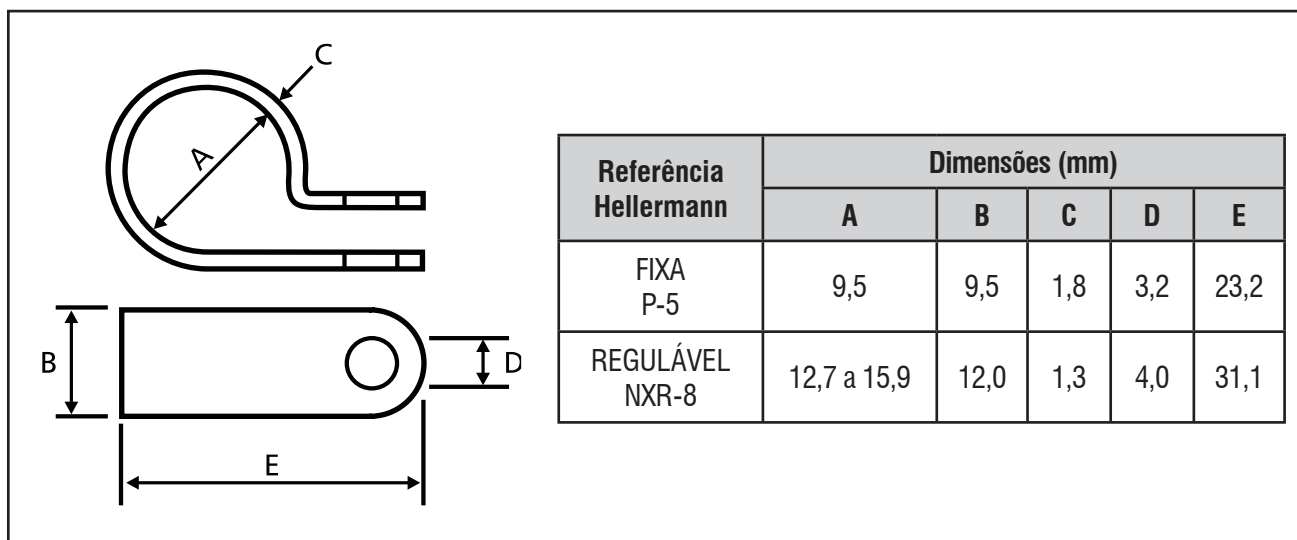 C
A
B
D
E
Referência
Hellermann
Dimensões (mm)
A B C D E
FIXA
P-5
9,5 9,5 1,8 3,2 23,2
REGULÁVEL
NXR-8
12,7 a 15,9 12,0 1,3 4,0 31,1